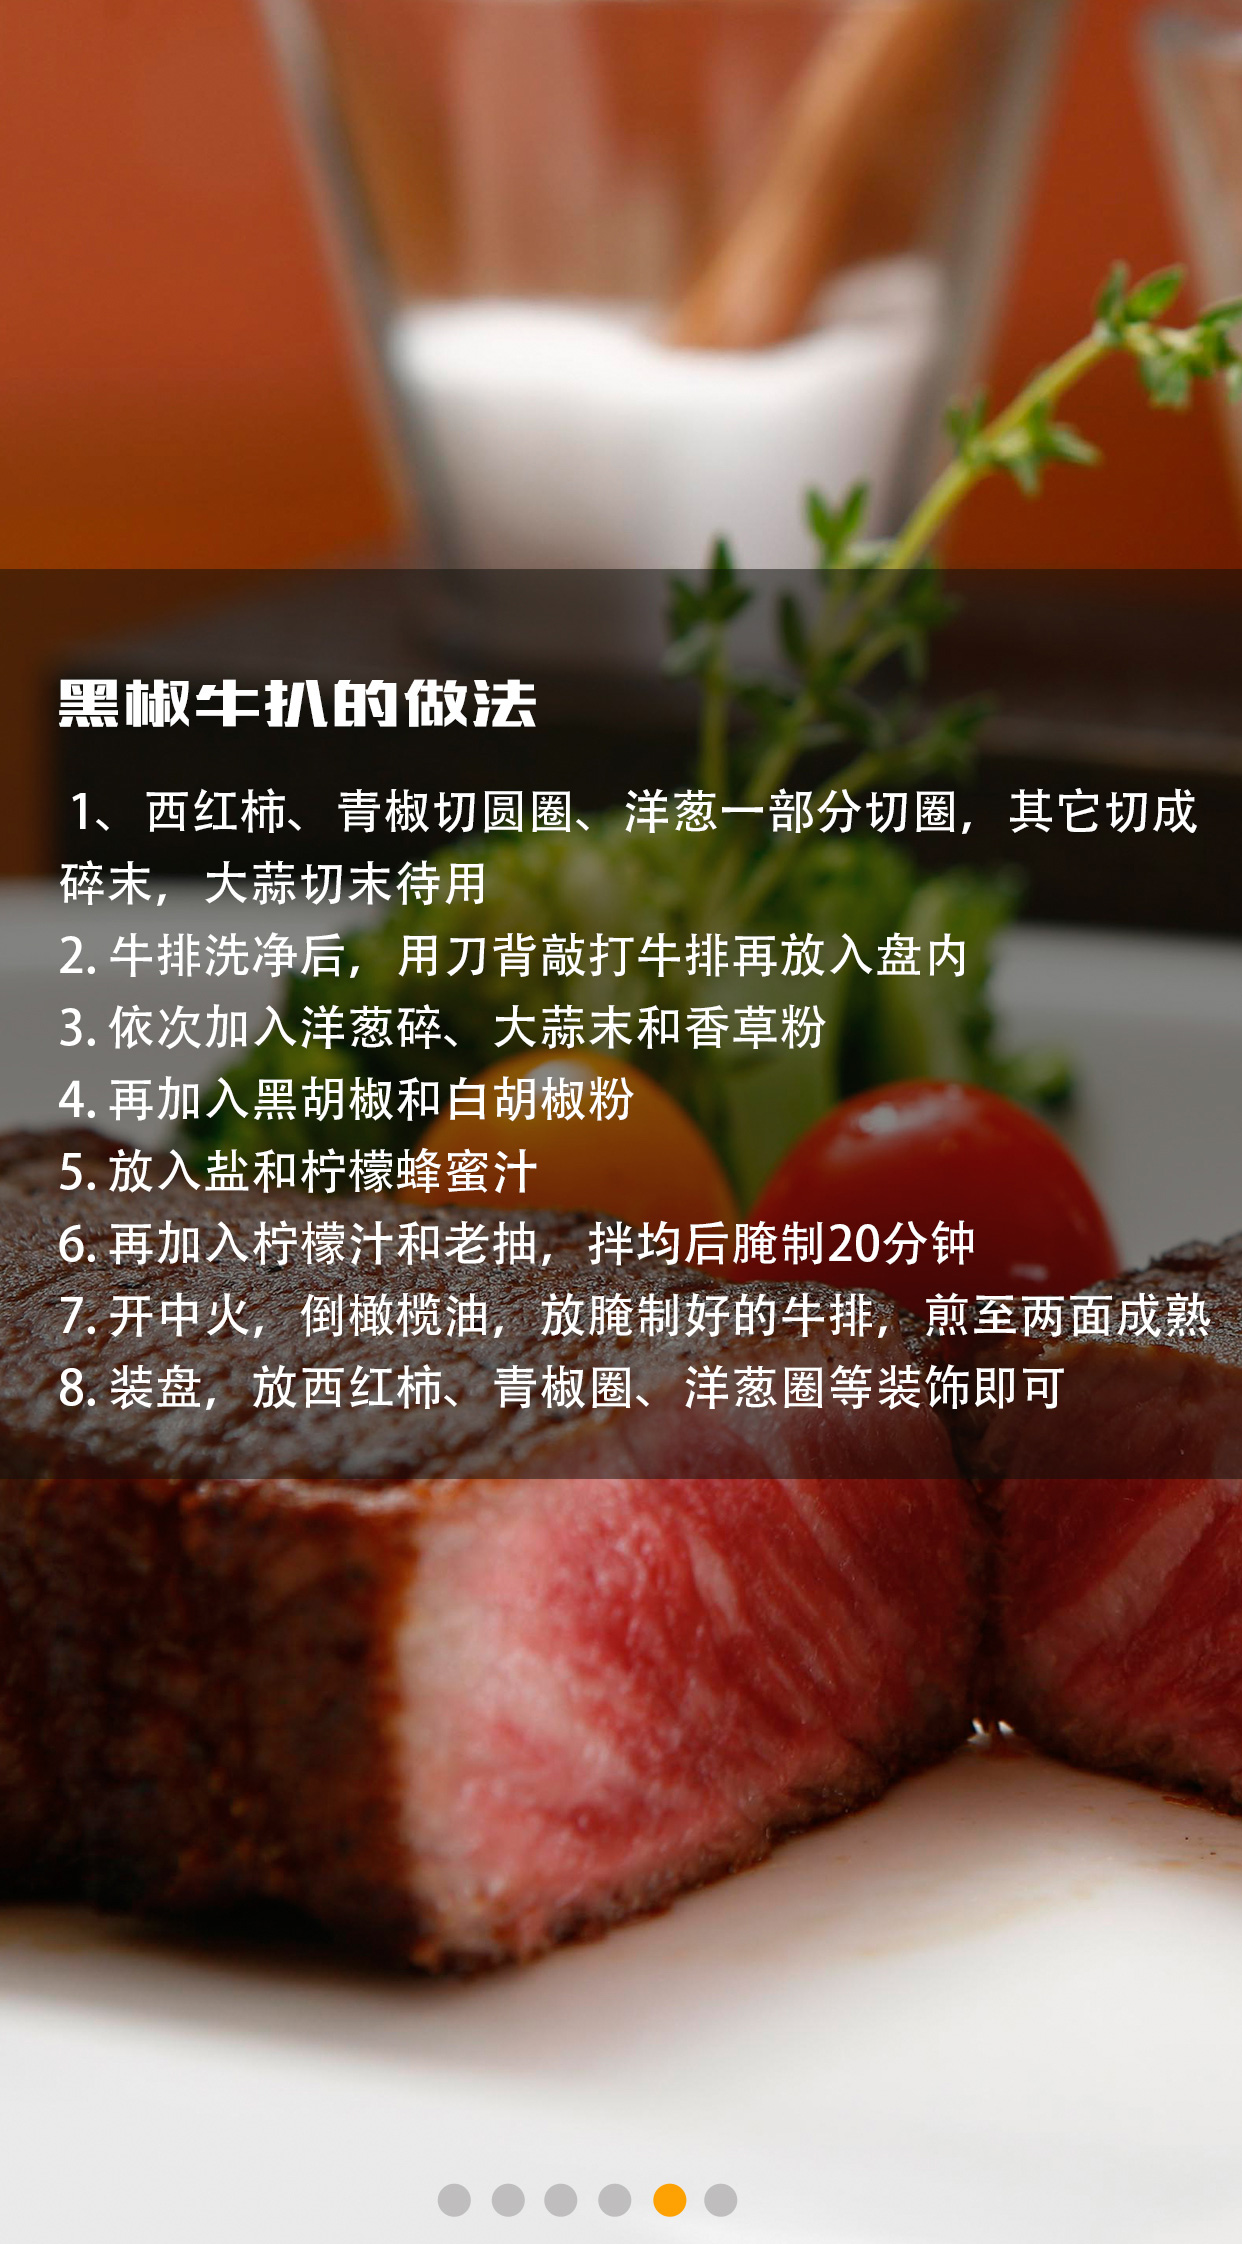 黑椒牛扒的做法
1、西红柿、青椒切圆圈、洋葱一部分切圈，其它切成
碎末，大蒜切末待用
2. 牛排洗净后，用刀背敲打牛排再放入盘内
3. 依次加入洋葱碎、大蒜末和香草粉
4. 再加入黑胡椒和白胡椒粉
5. 放入盐和柠檬蜂蜜汁
6. 再加入柠檬汁和老抽，拌均后腌制20分钟
7. 开中火，倒橄榄油，放腌制好的牛排，煎至两面成熟
8. 装盘，放西红柿、青椒圈、洋葱圈等装饰即可